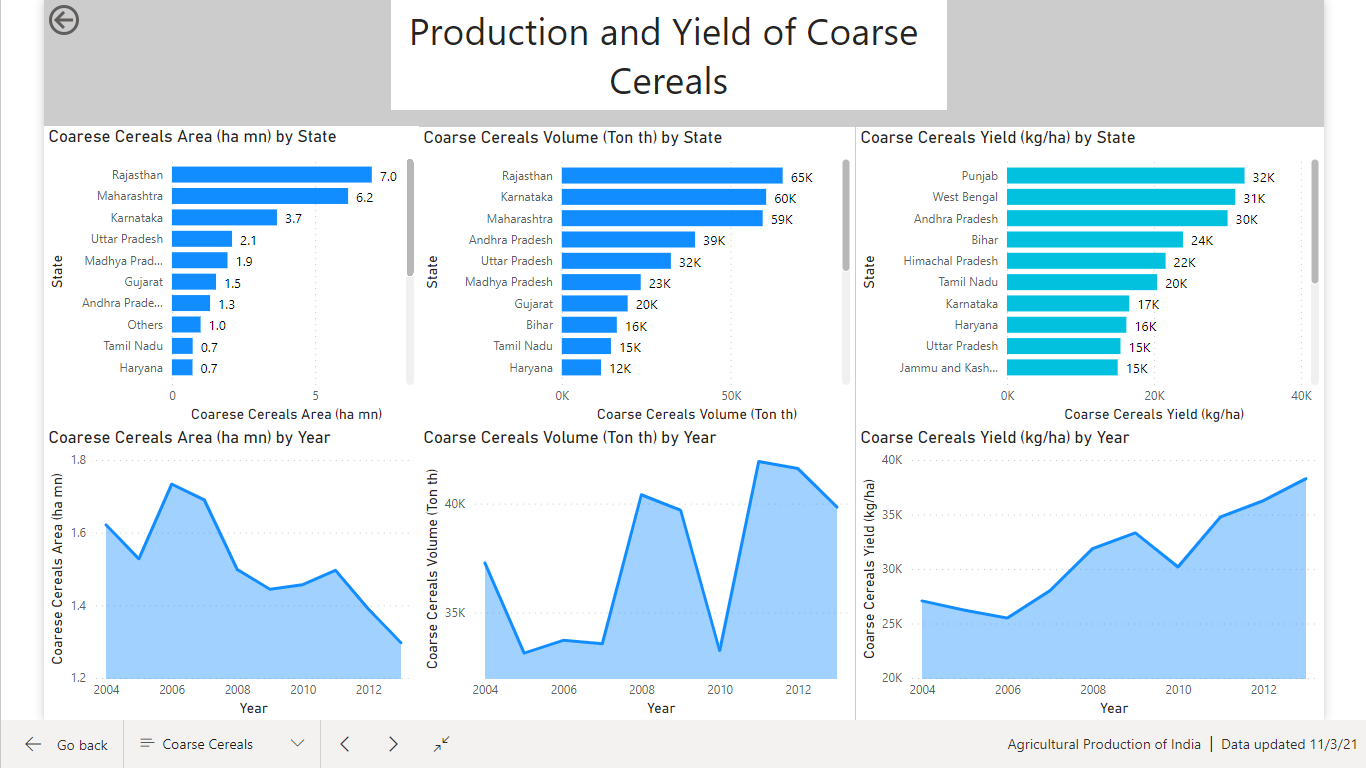 Production and Yield of Coarse
Cereals
Coarese Cereals Area (ha mn) by State
State
Rajasthan 7.0
Maharashtra 6.2
Karnataka 3.7
Uttar Pradesh 2.1
Madhya Prad... 1.9
Gujarat 1.5
Andhra Prade... 1.3
Others 1.0
Tamil Nadu 0.7
Haryana 0.7
0 5
Coarese Cereals Area (ha mn)
Coarse Cereals Volume (Ton th) by State
State
Rajasthan 65K
Karnataka 60K
Maharashtra 59K
Andhra Pradesh 39K
Uttar Pradesh 32K
Madhya Pradesh 23K
Gujarat 20K
Bihar 16K
Tamil Nadu 15K
Haryana 12K
0K 50K
Coarse Cereals Volume (Ton th)
Coarse Cereals Yield (kg/ha) by State
State
Punjab 32K
West Bengal 31K
Andhra Pradesh 30K
Bihar 24K
Himachal Pradesh 22K
Tamil Nadu 20K
Karnataka 17K
Haryana 16K
Uttar Pradesh 15K
Jammu and Kash... 15K
0K 20K 40K
Coarse Cereals Yield (kg/ha)
Coarese Cereals Area (ha mn) by Year
Coarese Cereals Area (ha mn)
1.8
1.6
1.4
1.2
2004 2006 2008 2010 2012
Year
Coarse Cereals Volume (Ton th) by Year
Coarse Cereals Volume (Ton th)
40K
35K
2004 2006 2008 2010 2012
Year
Coarse Cereals Yield (kg/ha) by Year
Coarse Cereals Yield (kg/ha)
40K
35K
30K
25K
20K
2004 2006 2008 2010 2012
Year
Go back
Coarse Cereals
Agricultural Production of India | Data updated 11/3/21